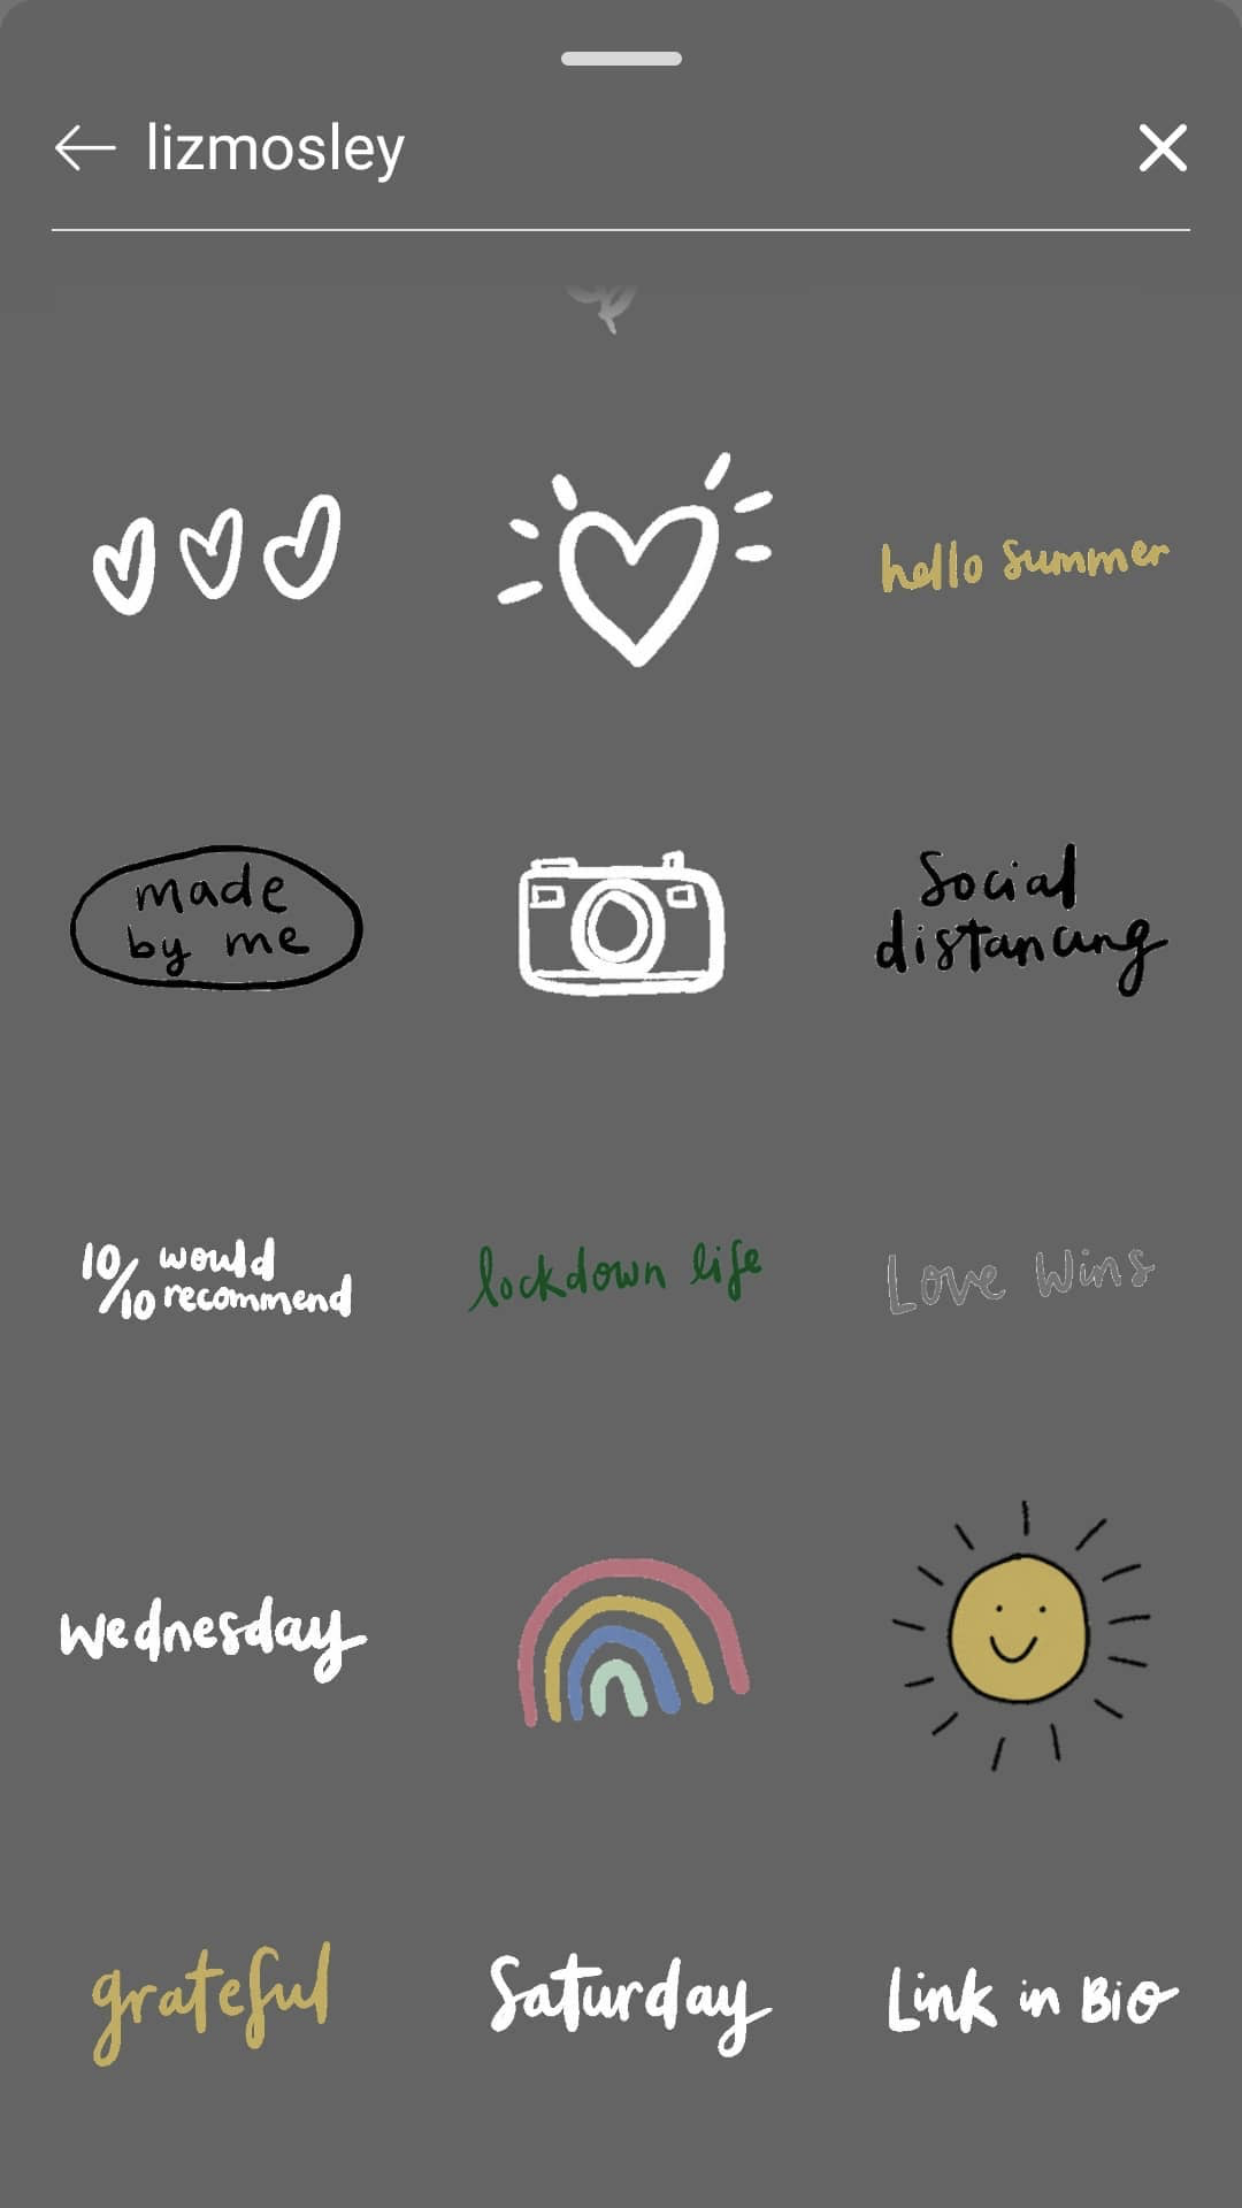 lizmosley
hello summer
made
by me
Social
distancing
10/10 would
recommend
lockdown life
Love Wins
Wednesday
grateful
Saturday
Link in Bio